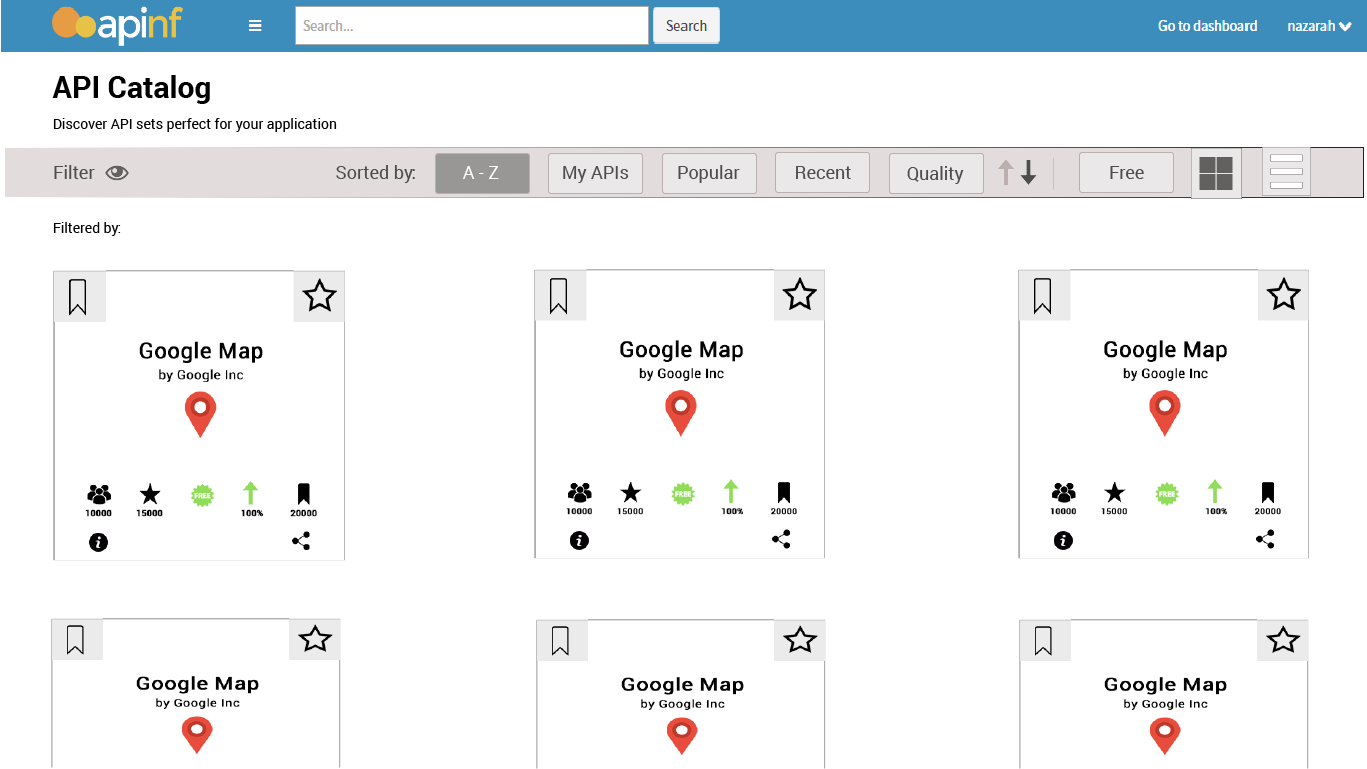 apinf
Search...
Search
Go to dashboard
nazarah
API Catalog
Discover API sets perfect for your application
Filter
Sorted by:
A - Z
My APIs
Popular
Recent
Quality
Free
Filtered by:
Google Map
by Google Inc
FREE
10000
15000
100%
20000
Google Map
by Google Inc
FREE
10000
15000
100%
20000
Google Map
by Google Inc
FREE
10000
15000
100%
20000
Google Map
by Google Inc
Google Map
by Google Inc
Google Map
by Google Inc